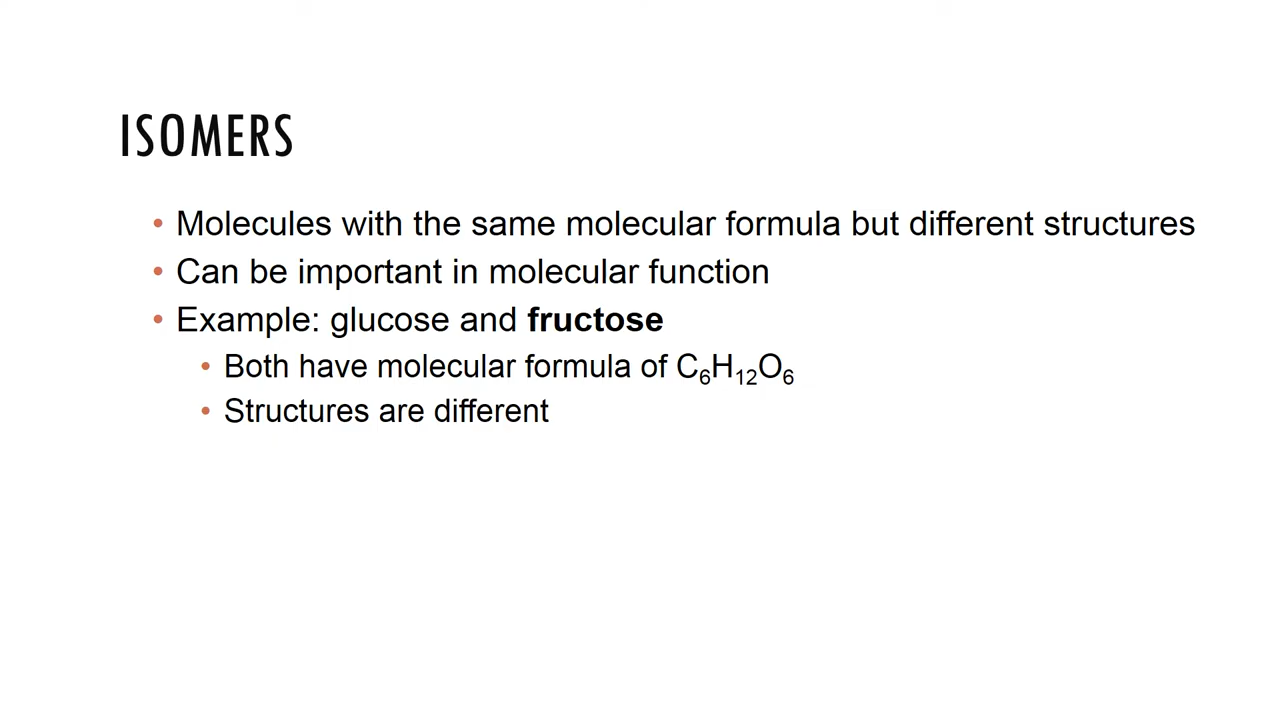 ISOMERS
• Molecules with the same molecular formula but different structures
• Can be important in molecular function
• Example: glucose and fructose
• Both have molecular formula of C₆H₁₂O₆
• Structures are different